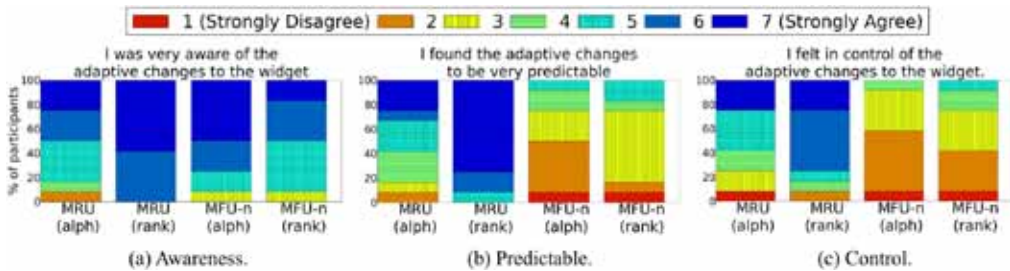 1 (Strongly Disagree) 2 3 4 5 6 7 (Strongly Agree)
I was very aware of the
adaptive changes to the widget
I found the adaptive changes
to be very predictable
I felt in control of the
adaptive changes to the widget.
% of participants
100
80
60
40
20
0
100
80
60
40
20
0
100
80
60
40
20
0
MRU MRU MFU-n MFU-n
(alph) (rank) (alph) (rank)
MRU MRU MFU-n MFU-n
(alph) (rank) (alph) (rank)
MRU MRU MFU-n MFU-n
(alph) (rank) (alph) (rank)
(a) Awareness.
(b) Predictable.
(c) Control.